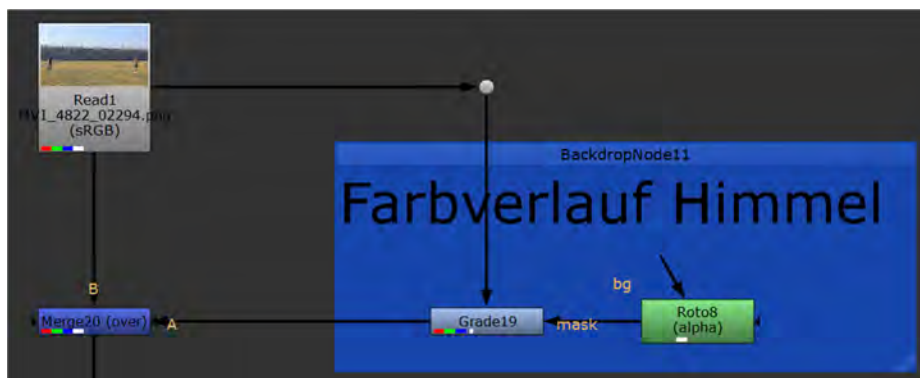 Read1
MVI_4822_02294.png
(sRGB)
BackdropNode11
Farbverlauf Himmel
B
bg
Merge20 (over)
A
Grade19
mask
Roto8
(alpha)